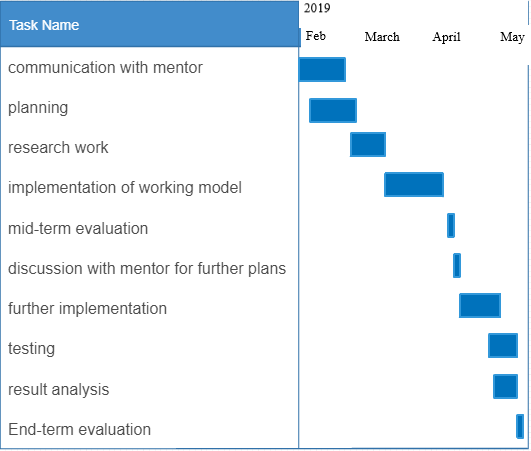 2019
Task Name
Feb March April May
communication with mentor
planning
research work
implementation of working model
mid-term evaluation
discussion with mentor for further plans
further implementation
testing
result analysis
End-term evaluation